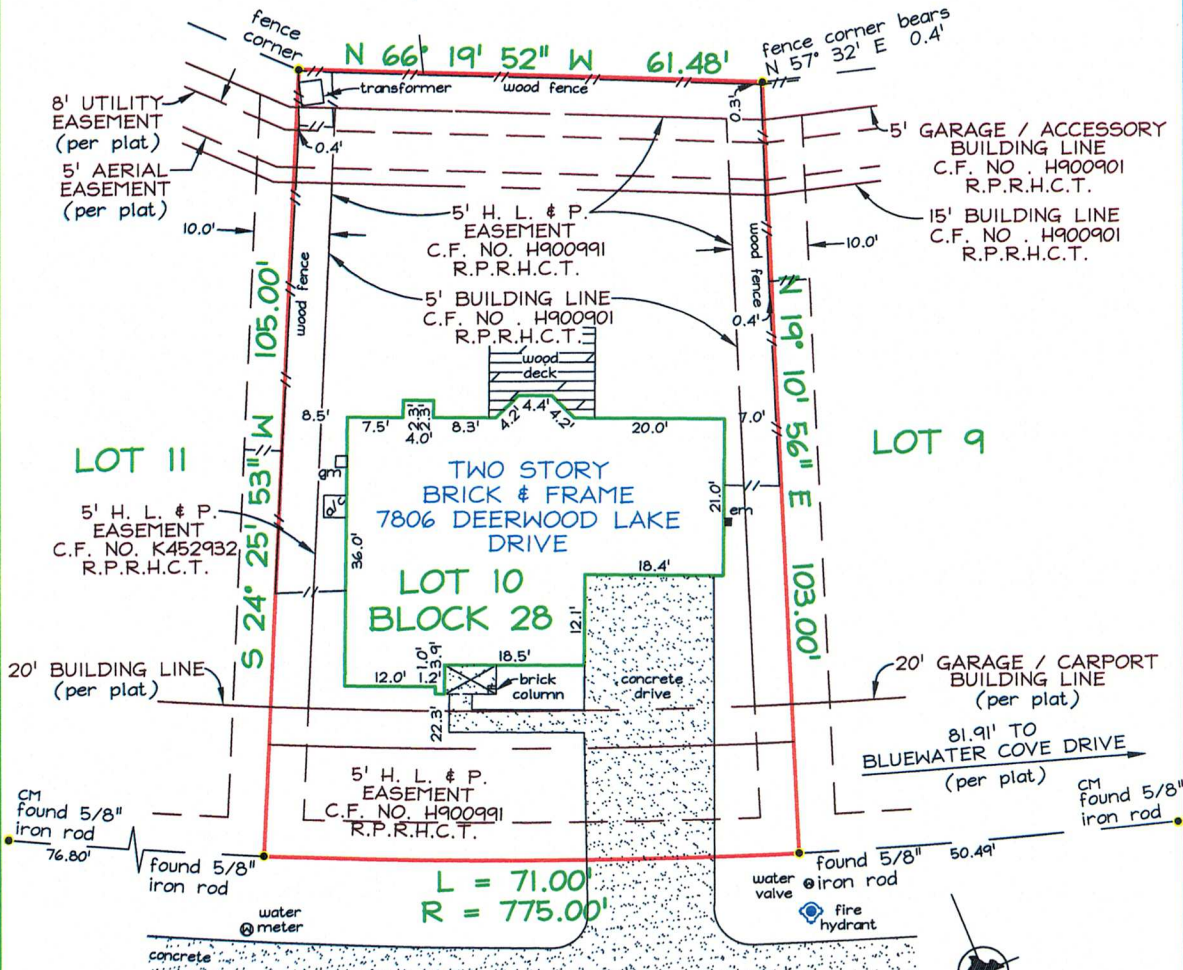 fence
corner
N 66° 19' 52" W 61.48'
fence corner bears
N 57° 32' E 0.4'
transformer
wood fence
0.3'
8' UTILITY
EASEMENT
(per plat)
5' AERIAL
EASEMENT
(per plat)
0.4'
5' GARAGE / ACCESSORY
BUILDING LINE
C.F. NO . H900901
R.P.R.H.C.T.
15' BUILDING LINE
C.F. NO . H900901
R.P.R.H.C.T.
10.0'
5' H. L. & P.
EASEMENT
C.F. NO. H900991
R.P.R.H.C.T.
10.0'
wood fence
wood fence
5' BUILDING LINE
C.F. NO . H900901
R.P.R.H.C.T.
0.4'
S 24° 25' 53" W 105.00'
N 19° 10' 56" E 103.00'
wood
deck
8.5'
7.5'
2.3'
2.3'
4.0'
8.3'
4.2'
4.4'
4.2'
20.0'
7.0'
LOT 11
LOT 9
gm
TWO STORY
BRICK & FRAME
7806 DEERWOOD LAKE
DRIVE
21.0'
em
5' H. L. & P.
EASEMENT
C.F. NO. K452932
R.P.R.H.C.T.
36.0'
18.4'
LOT 10
BLOCK 28
12.1'
1.0'
3.9'
1.2'
18.5'
12.0'
brick
column
concrete
drive
22.3'
20' BUILDING LINE
(per plat)
20' GARAGE / CARPORT
BUILDING LINE
(per plat)
81.91' TO
BLUEWATER COVE DRIVE
(per plat)
5' H. L. & P.
EASEMENT
C.F. NO. H900991
R.P.R.H.C.T.
CM
found 5/8"
iron rod
76.80'
found 5/8"
iron rod
CM
found 5/8"
iron rod
50.49'
found 5/8"
iron rod
L = 71.00'
R = 775.00'
water
valve
fire
hydrant
water
meter
concrete